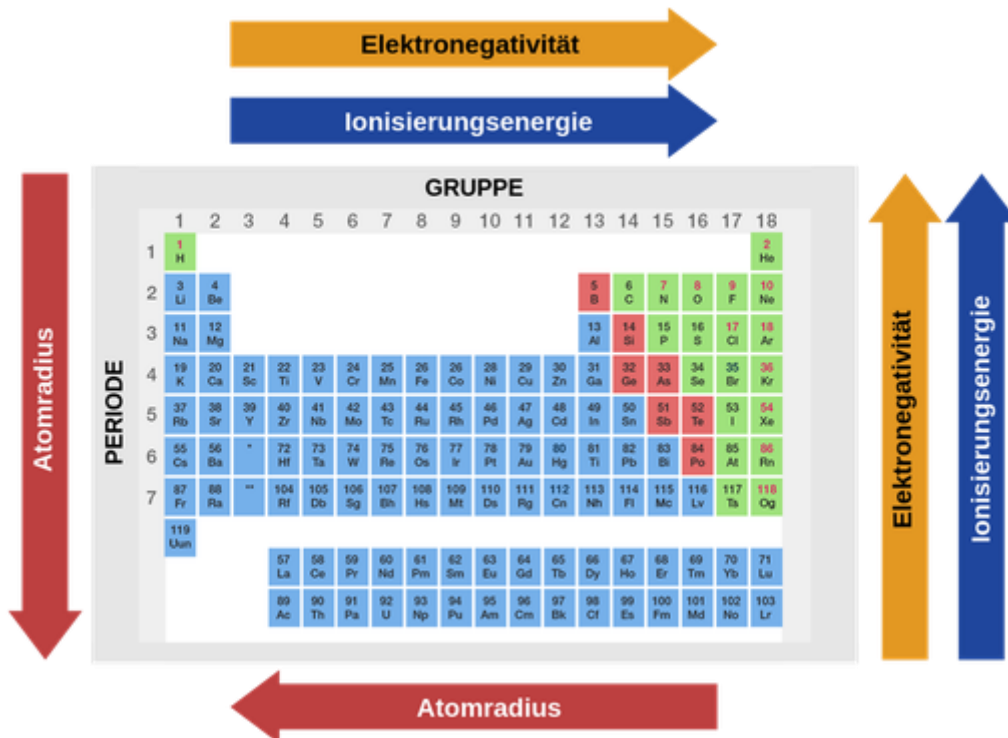 Elektronegativität
Ionisierungsenergie
GRUPPE
1 2 3 4 5 6 7 8 9 10 11 12 13 14 15 16 17 18
Atomradius
PERIODE
Elektronegativität
Ionisierungsenergie
1 1 2
H He
2 3 4 5 6 7 8 9 10
Li Be B C N O F Ne
3 11 12 13 14 15 16 17 18
Na Mg Al Si P S Cl Ar
4 19 20 21 22 23 24 25 26 26 28 29 30 31 32 33 34 35 36
K Ca Sc Ti V Cr Mn Fe Co Ni Cu Zn Ga Ge As Se Br Kr
5 37 38 39 40 41 42 43 44 45 46 47 48 49 50 51 52 53 54
Rb Sr Y Zr Nb Mo Tc Ru Rh Pd Ag Cd In Sn Sb Te I Xe
6 55 56 * 72 73 74 75 76 77 78 79 80 81 82 83 84 85 86
Cs Ba Hf Ta W Re Os Ir Pt Au Hg Ti Pb Bi Po At Rn
7 87 88 ** 104 105 106 107 108 109 110 111 112 113 114 115 116 117 118
Fr Ra Rf Db Sg Bh Hs Mt Ds Rg Cn Nh Fl Mc Lv Ts Og
119
Uun
57 58 59 60 61 62 63 64 65 66 67 68 69 70 71
La Ce Pr Nd Pm Sm Eu Gd Tb Dy Ho Er Tm Yb Lu
89 90 91 92 93 94 95 96 97 98 99 100 101 102 103
Ac Th Pa U Np Pu Am Cm Bk Cf Es Fm Md No Lr
Atomradius